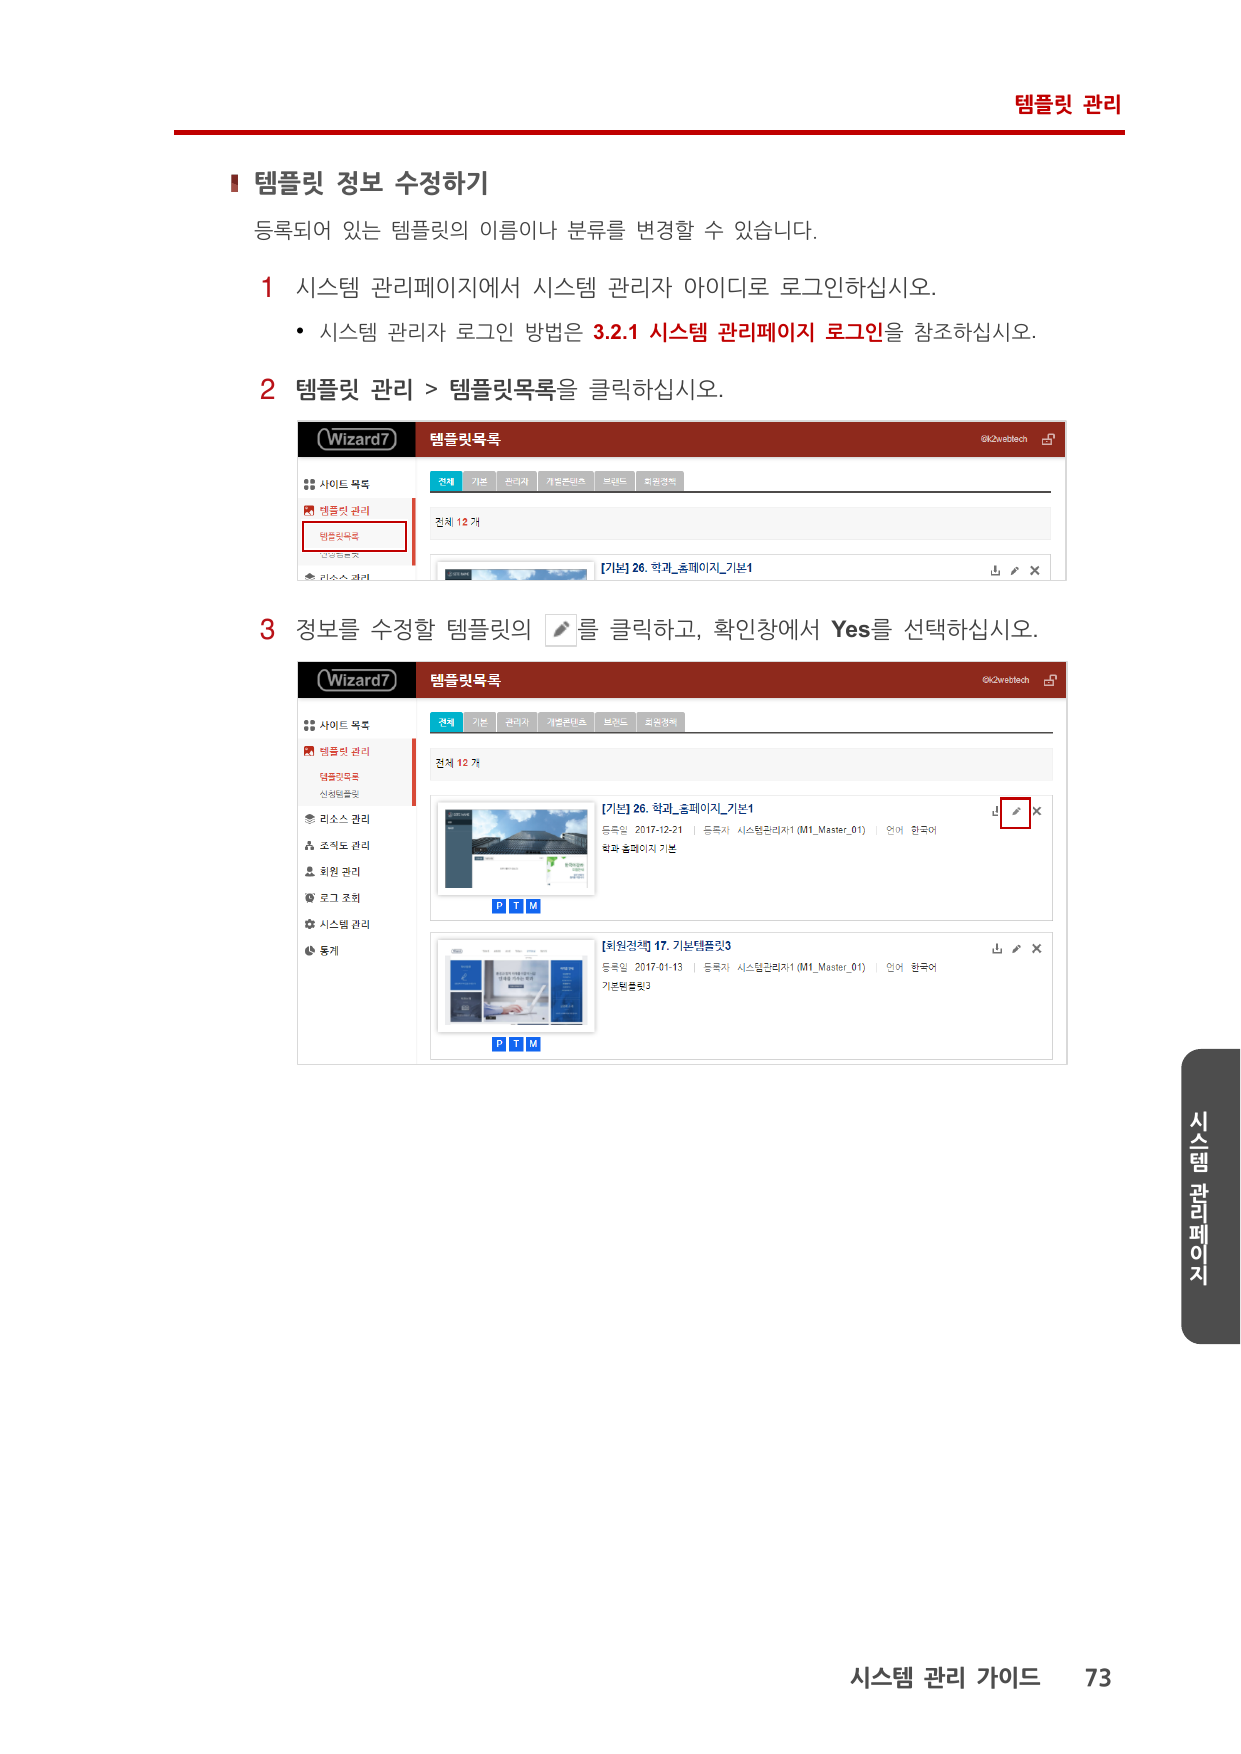 템플릿 관리
템플릿 정보 수정하기
등록되어 있는 템플릿의 이름이나 분류를 변경할 수 있습니다.
1 시스템 관리페이지에서 시스템 관리자 아이디로 로그인하십시오.
• 시스템 관리자 로그인 방법은 3.2.1 시스템 관리페이지 로그인을 참조하십시오.
2 템플릿 관리 > 템플릿목록을 클릭하십시오.
Wizard7 템플릿목록 @k2webtech
사이트 목록 전체 기본 관리자 개별콘텐츠 브랜드 회원정책
템플릿 관리
전체 12 개
템플릿목록
신청템플릿
[기본] 26. 학과_홈페이지_기본1
리소스 관리
3 정보를 수정할 템플릿의 를 클릭하고, 확인창에서 Yes를 선택하십시오.
Wizard7 템플릿목록 @k2webtech
사이트 목록 전체 기본 관리자 개별콘텐츠 브랜드 회원정책
템플릿 관리
전체 12 개
템플릿목록
신청템플릿
리소스 관리
조직도 관리
회원 관리
로그 조회
시스템 관리
통계
[기본] 26. 학과_홈페이지_기본1
등록일 2017-12-21 | 등록자 시스템관리자1 (M1_Master_01) | 언어 한국어
학과 홈페이지 기본
P T M
[회원정책] 17. 기본템플릿3
등록일 2017-01-13 | 등록자 시스템관리자1 (M1_Master_01) | 언어 한국어
기본템플릿3
P T M
시스템 관리페이지
시스템 관리 가이드 73